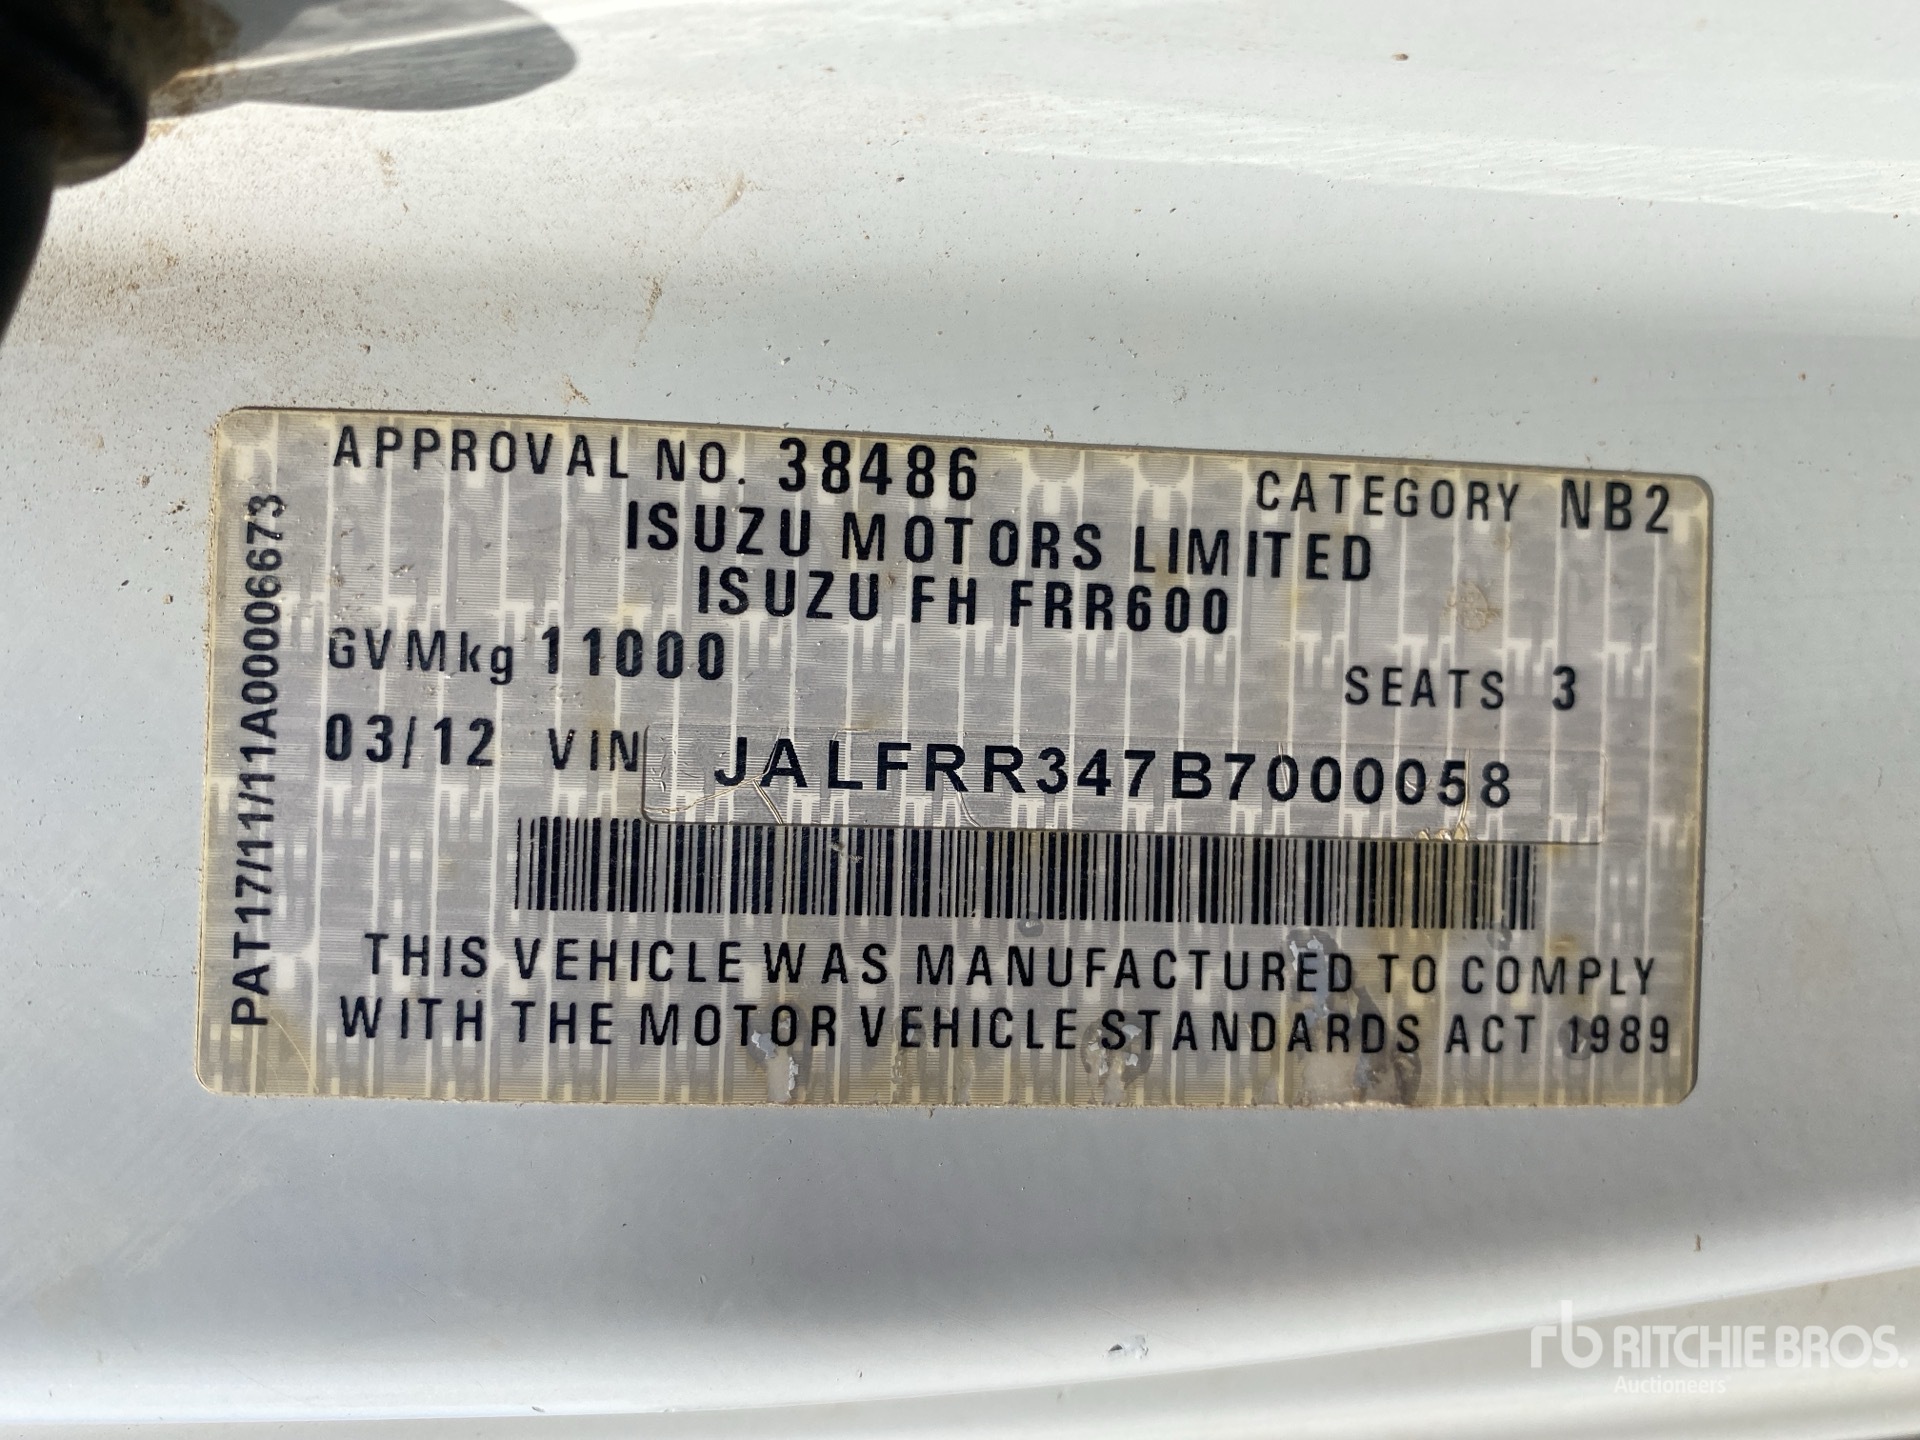 APPROVAL NO. 38486 CATEGORY NB2
ISUZU MOTORS LIMITED
ISUZU FH FRR600
GVMkg 11000 SEATS 3
03/12 VIN JALFRR347B7000058
THIS VEHICLE WAS MANUFACTURED TO COMPLY
WITH THE MOTOR VEHICLE STANDARDS ACT 1989
PAT17/11/11A00006673
rb RITCHIE BROS.
Auctioneers